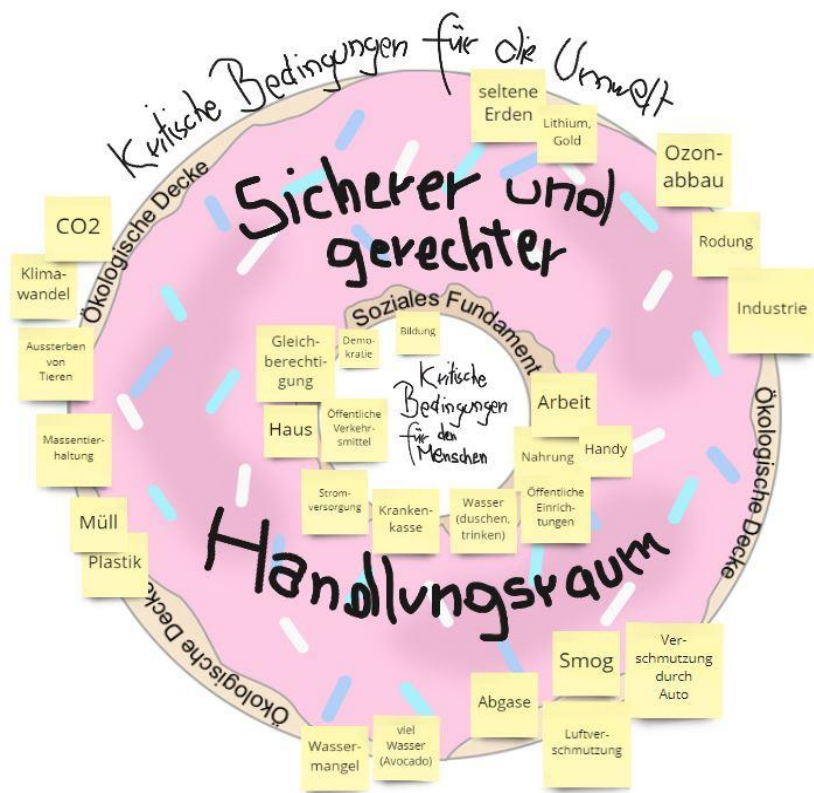 Kritische Bedingungen für die Umwelt
seltene
Erden
Lithium,
Gold
Ozon-
abbau
Rodung
Industrie
Ökologische Decke
CO2
Klima-
wandel
Aussterben
von
Tieren
Massentier-
haltung
Müll
Plastik
Ökologische Decke
Sicherer und
gerechter
Soziales Fundament
Gleich-
berechti-
gung
Demo-
kratie
Bildung
Kritische
Bedingungen
für den
Menschen
Haus
Öffentliche
Verkehrs-
mittel
Arbeit
Nahrung
Handy
Strom-
versorgung
Kranken-
kasse
Wasser
(duschen,
trinken)
Öffentliche
Einrich-
tungen
Handlungsraum
Ökologische Decke
Wasser-
mangel
viel
Wasser
(Avocado)
Abgase
Smog
Ver-
schmutzung
durch
Auto
Luftver-
schmutzung